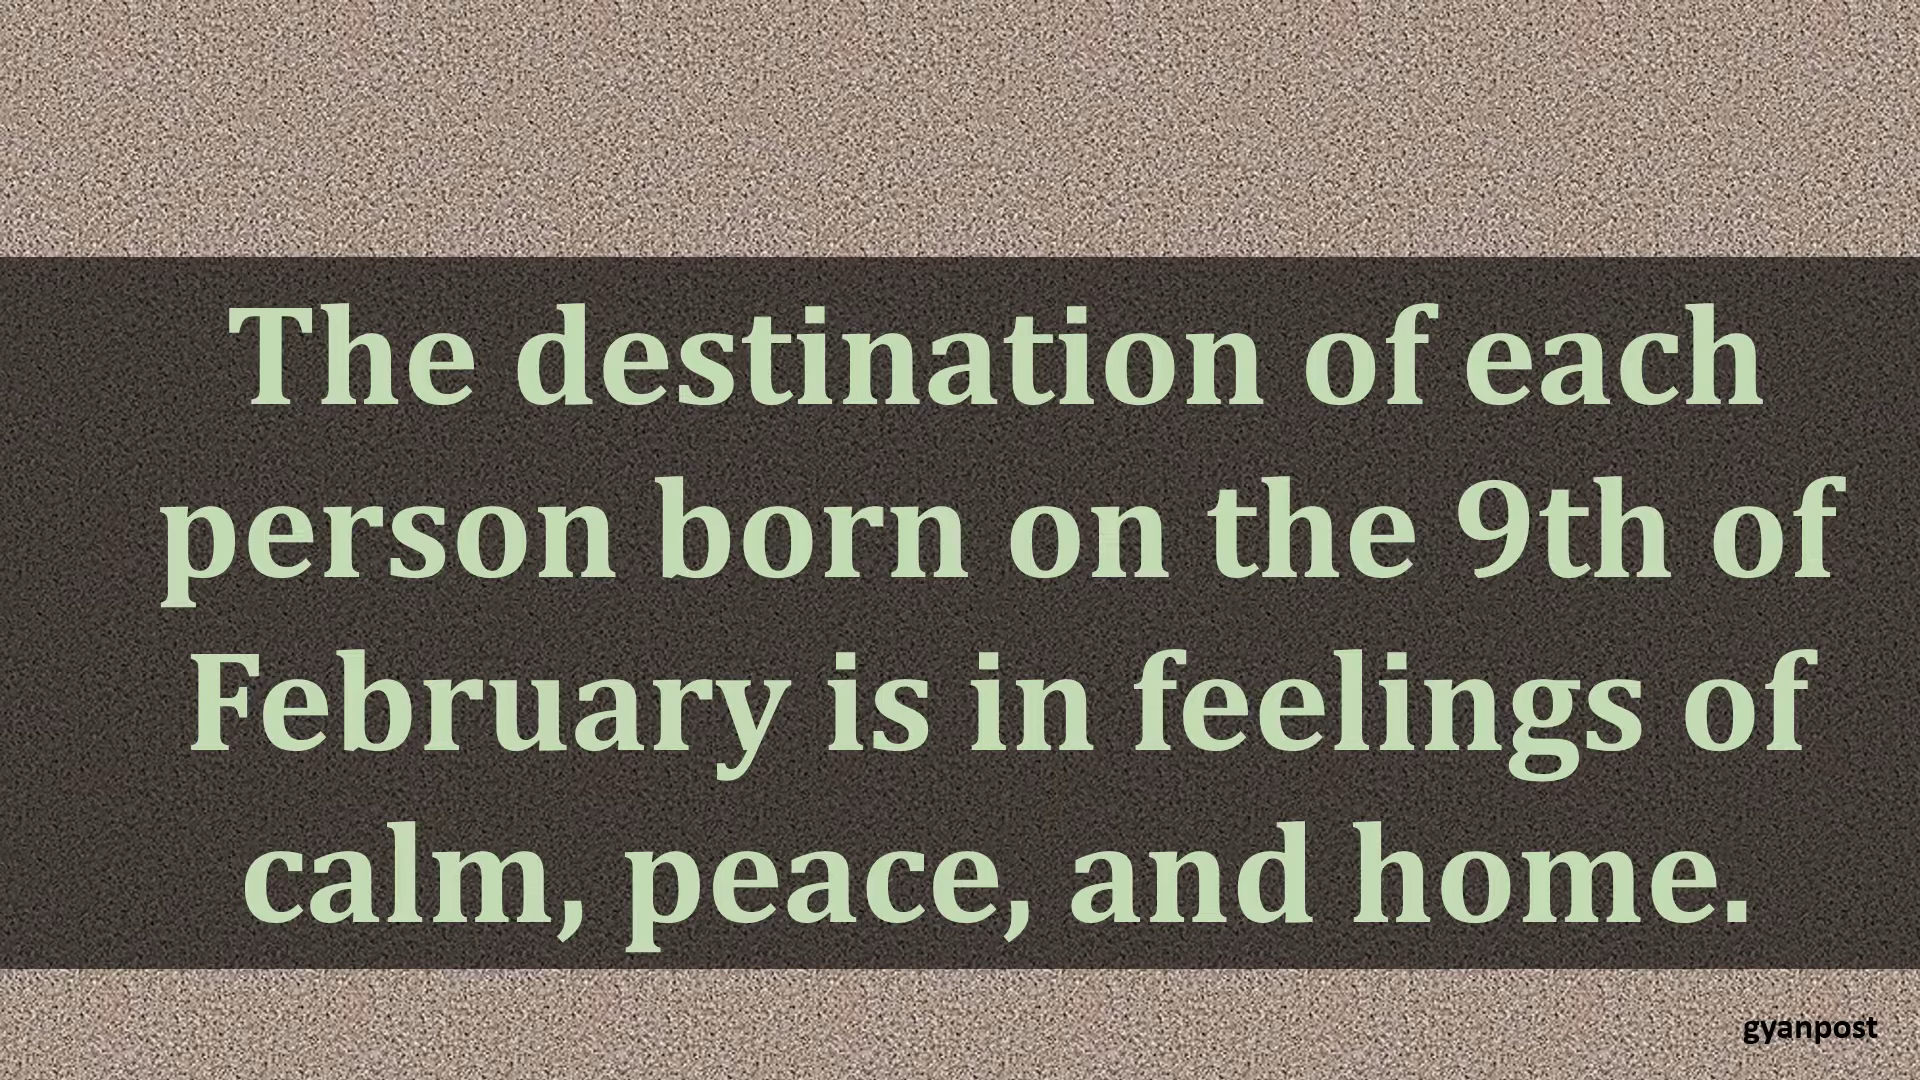 The destination of each
person born on the 9th of
February is in feelings of
calm, peace, and home.
gyanpost